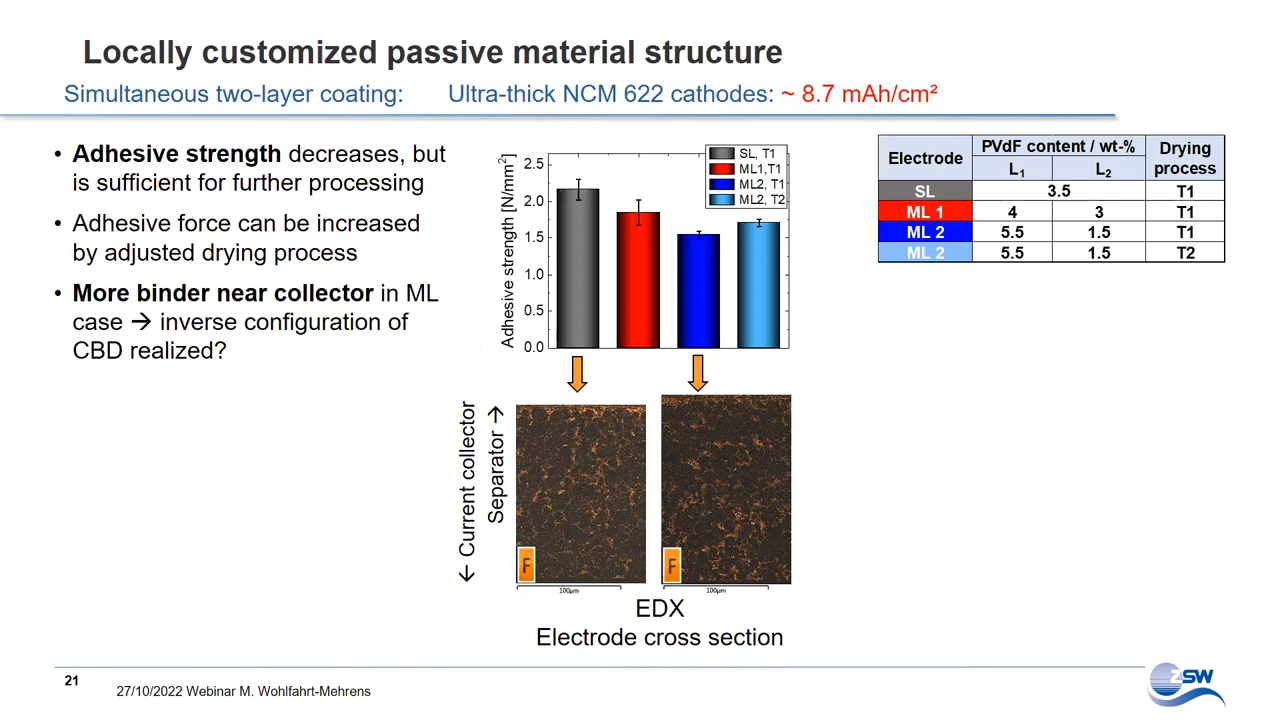 Locally customized passive material structure
Simultaneous two-layer coating: Ultra-thick NCM 622 cathodes: ~ 8.7 mAh/cm²
• Adhesive strength decreases, but
is sufficient for further processing
• Adhesive force can be increased
by adjusted drying process
• More binder near collector in ML
case → inverse configuration of
CBD realized?
Adhesive strength [N/mm²]
2.5
2.0
1.5
1.0
0.5
0.0
SL, T1
ML1,T1
ML2, T1
ML2, T2
Electrode PVdF content / wt-% Drying process
L₁ L₂
SL 3.5 T1
ML 1 4 3 T1
ML 2 5.5 1.5 T1
ML 2 5.5 1.5 T2
← Current collector
Separator →
F
F
100µm
100µm
EDX
Electrode cross section
21
27/10/2022 Webinar M. Wohlfahrt-Mehrens
ZSW